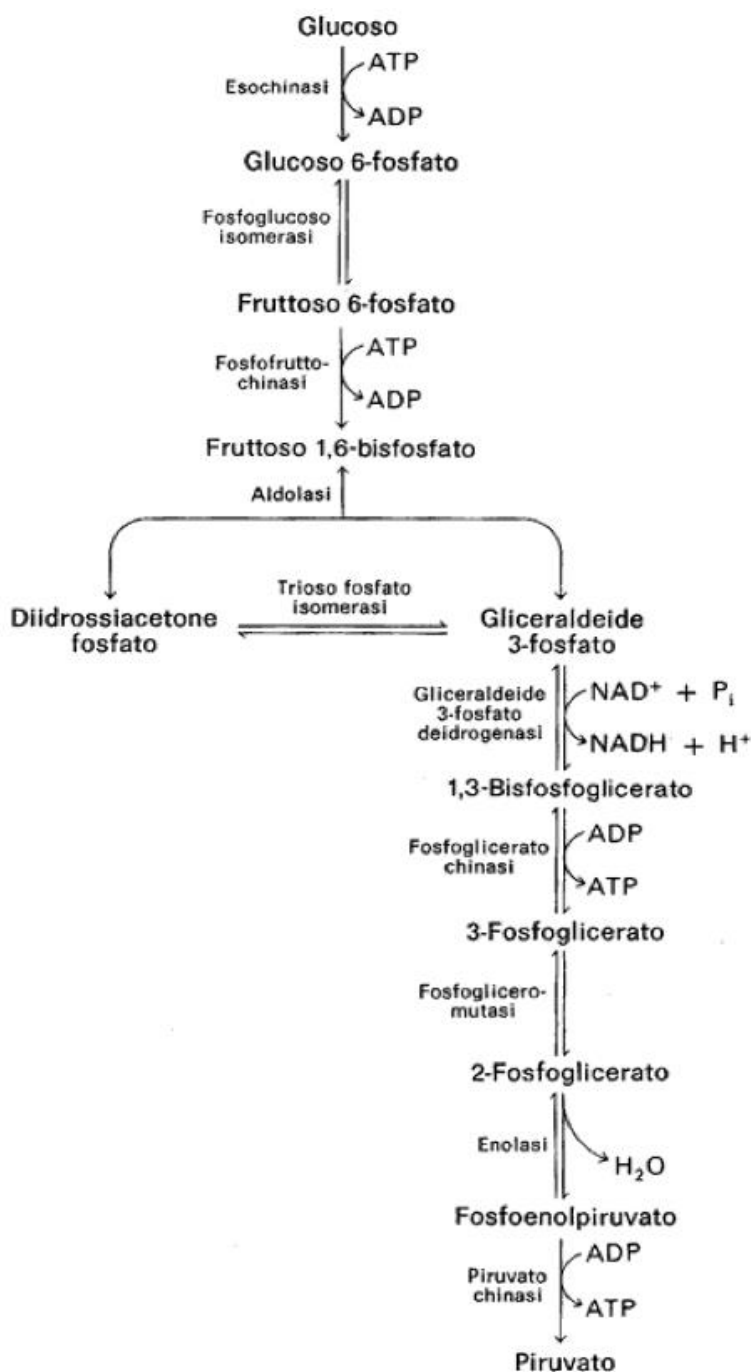 Glucoso
ATP
Esochinasi
ADP
Glucoso 6-fosfato
Fosfoglucoso
isomerasi
Fruttoso 6-fosfato
ATP
Fosfofrutto-
chinasi
ADP
Fruttoso 1,6-bisfosfato
Aldolasi
Trioso fosfato
isomerasi
Diidrossiacetone
fosfato
Gliceraldeide
3-fosfato
Gliceraldeide
3-fosfato
deidrogenasi
NAD⁺ + Pᵢ
NADH + H⁺
1,3-Bisfosfoglicerato
ADP
Fosfoglicerato
chinasi
ATP
3-Fosfoglicerato
Fosfoglicero-
mutasi
2-Fosfoglicerato
Enolasi
H₂O
Fosfoenolpiruvato
ADP
Piruvato
chinasi
ATP
Piruvato